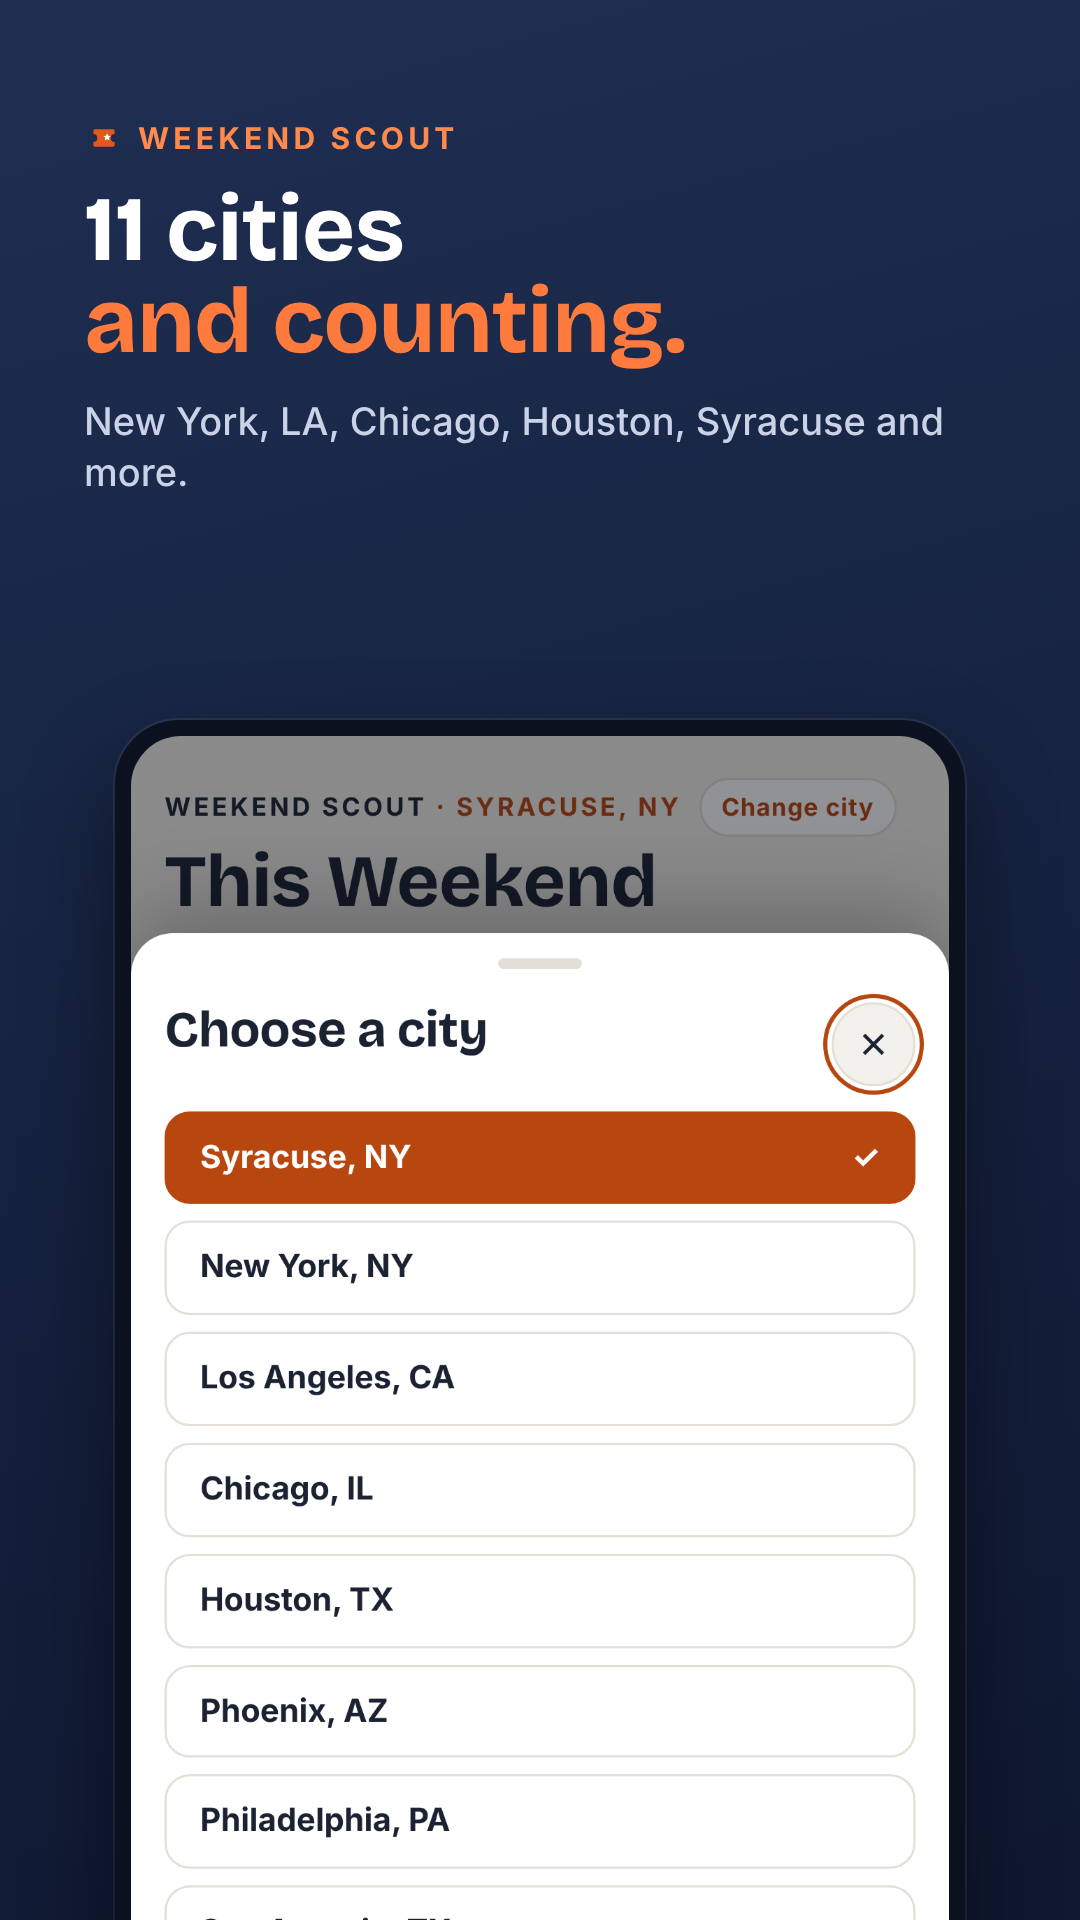 WEEKEND SCOUT
11 cities
and counting.
New York, LA, Chicago, Houston, Syracuse and
more.
WEEKEND SCOUT · SYRACUSE, NY
Change city
This Weekend
Choose a city
Syracuse, NY
New York, NY
Los Angeles, CA
Chicago, IL
Houston, TX
Phoenix, AZ
Philadelphia, PA